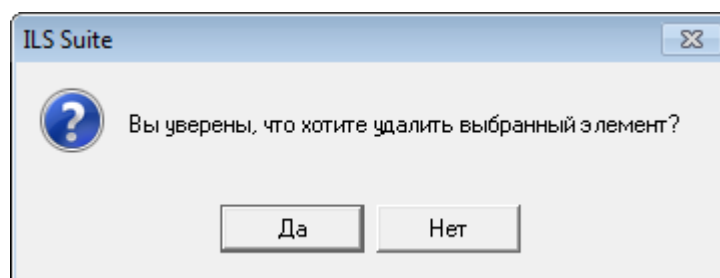 ILS Suite
Вы уверены, что хотите удалить выбранный элемент?
Да
Нет